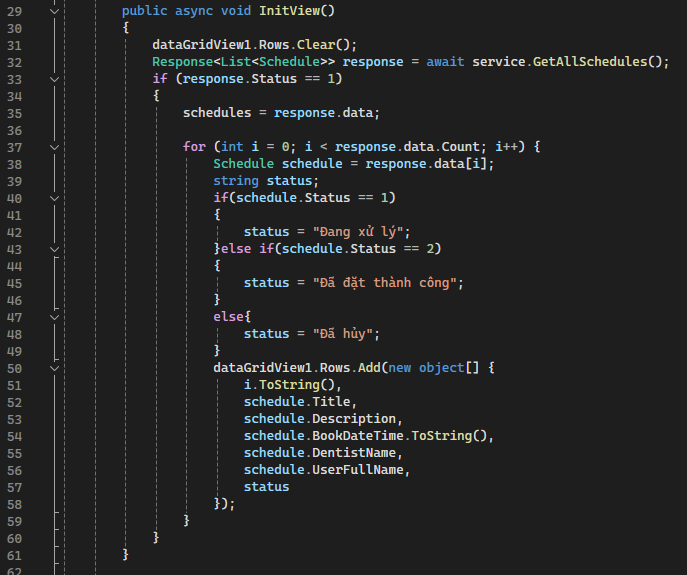 29 public async void InitView()
30 {
31 dataGridView1.Rows.Clear();
32 Response<List<Schedule>> response = await service.GetAllSchedules();
33 if (response.Status == 1)
34 {
35 schedules = response.data;
36
37 for (int i = 0; i < response.data.Count; i++) {
38 Schedule schedule = response.data[i];
39 string status;
40 if(schedule.Status == 1)
41 {
42 status = "Đang xử lý";
43 }else if(schedule.Status == 2)
44 {
45 status = "Đã đặt thành công";
46 }
47 else{
48 status = "Đã hủy";
49 }
50 dataGridView1.Rows.Add(new object[] {
51 i.ToString(),
52 schedule.Title,
53 schedule.Description,
54 schedule.BookDateTime.ToString(),
55 schedule.DentistName,
56 schedule.UserFullName,
57 status
58 });
59 }
60 }
61 }
62